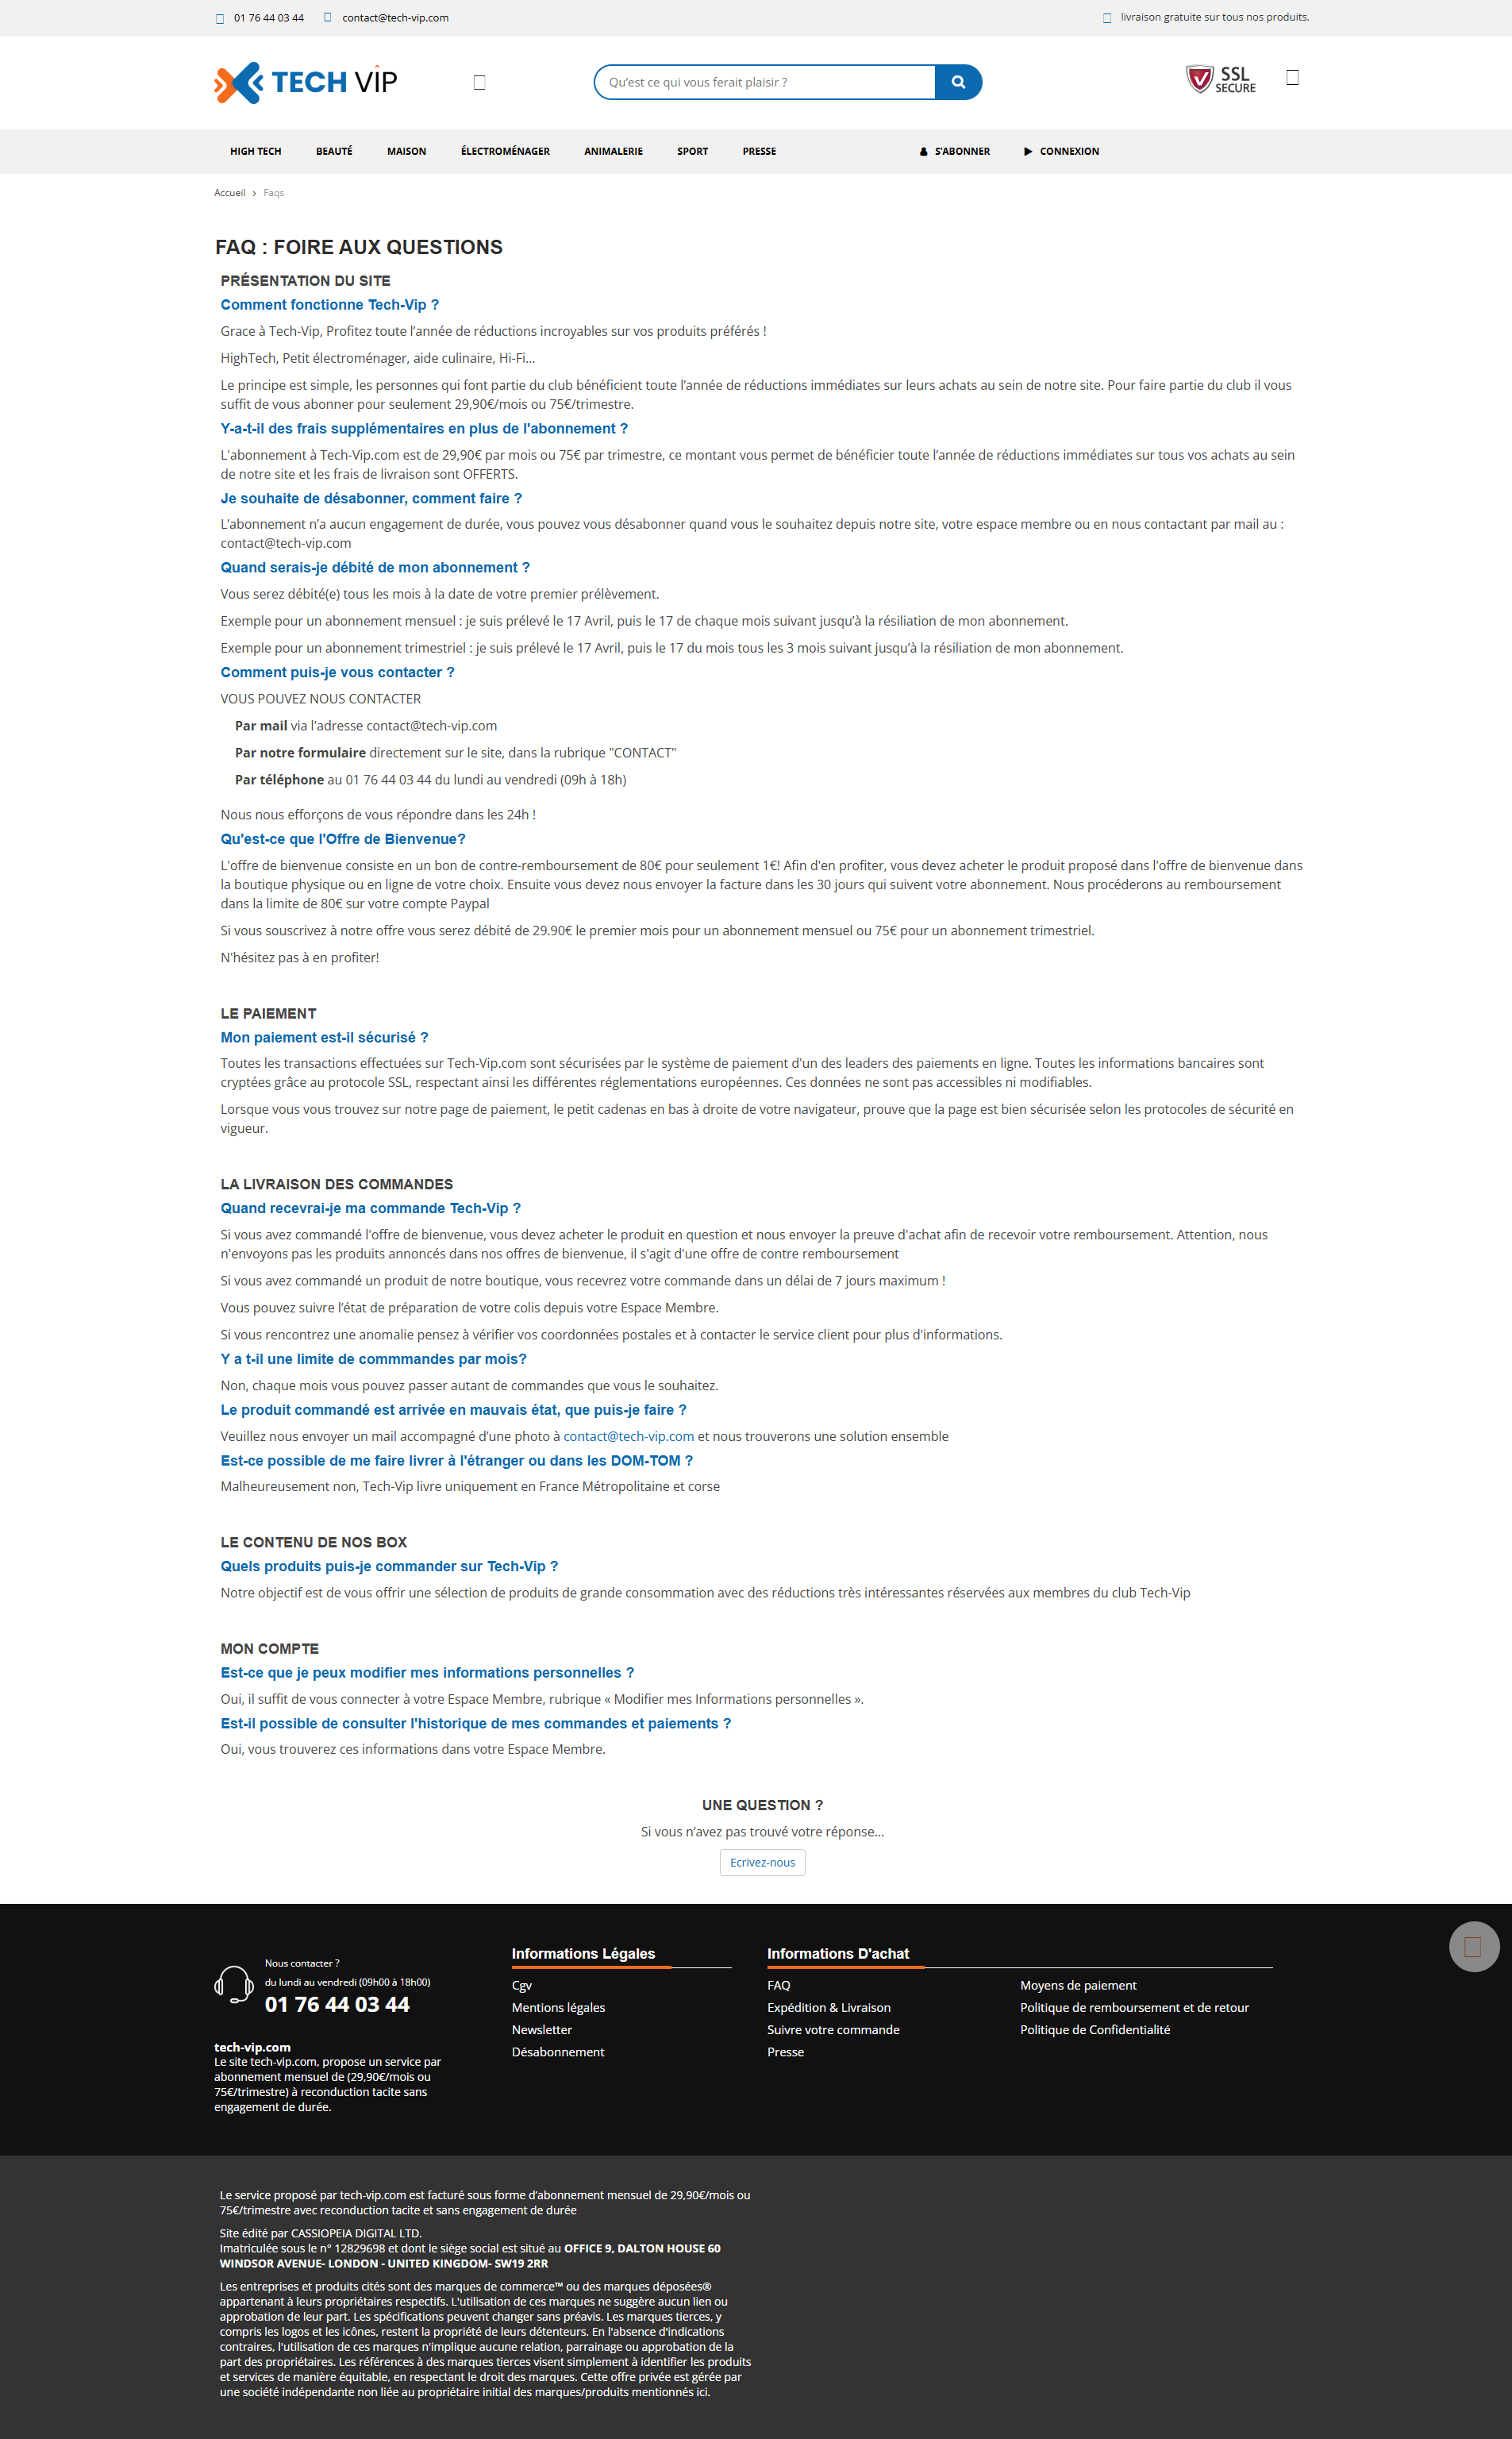 01 76 44 03 44 contact@tech-vip.com livraison gratuite sur tous nos produits.
TECH VIP Qu’est ce qui vous ferait plaisir ? SSL SECURE
HIGH TECH BEAUTÉ MAISON ÉLECTROMÉNAGER ANIMALERIE SPORT PRESSE S'ABONNER CONNEXION
Accueil > Faqs
FAQ : FOIRE AUX QUESTIONS
PRÉSENTATION DU SITE
Comment fonctionne Tech-Vip ?
Grace à Tech-Vip, Profitez toute l’année de réductions incroyables sur vos produits préférés !
HighTech, Petit électroménager, aide culinaire, Hi-Fi...
Le principe est simple, les personnes qui font partie du club bénéficient toute l’année de réductions immédiates sur leurs achats au sein de notre site. Pour faire partie du club il vous
suffit de vous abonner pour seulement 29,90€/mois ou 75€/trimestre.
Y-a-t-il des frais supplémentaires en plus de l'abonnement ?
L'abonnement à Tech-Vip.com est de 29,90€ par mois ou 75€ par trimestre, ce montant vous permet de bénéficier toute l’année de réductions immédiates sur tous vos achats au sein
de notre site et les frais de livraison sont OFFERTS.
Je souhaite de désabonner, comment faire ?
L’abonnement n’a aucun engagement de durée, vous pouvez vous désabonner quand vous le souhaitez depuis notre site, votre espace membre ou en nous contactant par mail au :
contact@tech-vip.com
Quand serais-je débité de mon abonnement ?
Vous serez débité(e) tous les mois à la date de votre premier prélèvement.
Exemple pour un abonnement mensuel : je suis prélevé le 17 Avril, puis le 17 de chaque mois suivant jusqu’à la résiliation de mon abonnement.
Exemple pour un abonnement trimestriel : je suis prélevé le 17 Avril, puis le 17 du mois tous les 3 mois suivant jusqu’à la résiliation de mon abonnement.
Comment puis-je vous contacter ?
VOUS POUVEZ NOUS CONTACTER
Par mail via l'adresse contact@tech-vip.com
Par notre formulaire directement sur le site, dans la rubrique "CONTACT"
Par téléphone au 01 76 44 03 44 du lundi au vendredi (09h à 18h)
Nous nous efforçons de vous répondre dans les 24h !
Qu'est-ce que l'Offre de Bienvenue?
L'offre de bienvenue consiste en un bon de contre-remboursement de 80€ pour seulement 1€! Afin d'en profiter, vous devez acheter le produit proposé dans l'offre de bienvenue dans
la boutique physique ou en ligne de votre choix. Ensuite vous devez nous envoyer la facture dans les 30 jours qui suivent votre abonnement. Nous procéderons au remboursement
dans la limite de 80€ sur votre compte Paypal
Si vous souscrivez à notre offre vous serez débité de 29.90€ le premier mois pour un abonnement mensuel ou 75€ pour un abonnement trimestriel.
N'hésitez pas à en profiter!
LE PAIEMENT
Mon paiement est-il sécurisé ?
Toutes les transactions effectuées sur Tech-Vip.com sont sécurisées par le système de paiement d'un des leaders des paiements en ligne. Toutes les informations bancaires sont
cryptées grâce au protocole SSL, respectant ainsi les différentes réglementations européennes. Ces données ne sont pas accessibles ni modifiables.
Lorsque vous vous trouvez sur notre page de paiement, le petit cadenas en bas à droite de votre navigateur, prouve que la page est bien sécurisée selon les protocoles de sécurité en
vigueur.
LA LIVRAISON DES COMMANDES
Quand recevrai-je ma commande Tech-Vip ?
Si vous avez commandé l'offre de bienvenue, vous devez acheter le produit en question et nous envoyer la preuve d'achat afin de recevoir votre remboursement. Attention, nous
n'envoyons pas les produits annoncés dans nos offres de bienvenue, il s'agit d'une offre de contre remboursement
Si vous avez commandé un produit de notre boutique, vous recevrez votre commande dans un délai de 7 jours maximum !
Vous pouvez suivre l’état de préparation de votre colis depuis votre Espace Membre.
Si vous rencontrez une anomalie pensez à vérifier vos coordonnées postales et à contacter le service client pour plus d'informations.
Y a t-il une limite de commmandes par mois?
Non, chaque mois vous pouvez passer autant de commandes que vous le souhaitez.
Le produit commandé est arrivée en mauvais état, que puis-je faire ?
Veuillez nous envoyer un mail accompagné d’une photo à contact@tech-vip.com et nous trouverons une solution ensemble
Est-ce possible de me faire livrer à l'étranger ou dans les DOM-TOM ?
Malheureusement non, Tech-Vip livre uniquement en France Métropolitaine et corse
LE CONTENU DE NOS BOX
Quels produits puis-je commander sur Tech-Vip ?
Notre objectif est de vous offrir une sélection de produits de grande consommation avec des réductions très intéressantes réservées aux membres du club Tech-Vip
MON COMPTE
Est-ce que je peux modifier mes informations personnelles ?
Oui, il suffit de vous connecter à votre Espace Membre, rubrique « Modifier mes Informations personnelles ».
Est-il possible de consulter l'historique de mes commandes et paiements ?
Oui, vous trouverez ces informations dans votre Espace Membre.
UNE QUESTION ?
Si vous n’avez pas trouvé votre réponse...
Ecrivez-nous
Nous contacter ?
du lundi au vendredi (09h00 à 18h00)
01 76 44 03 44
tech-vip.com
Le site tech-vip.com, propose un service par
abonnement mensuel de (29,90€/mois ou
75€/trimestre) à reconduction tacite sans
engagement de durée.
Informations Légales
Cgv
Mentions légales
Newsletter
Désabonnement
Informations D'achat
FAQ
Expédition & Livraison
Suivre votre commande
Presse
Moyens de paiement
Politique de remboursement et de retour
Politique de Confidentialité
Le service proposé par tech-vip.com est facturé sous forme d’abonnement mensuel de 29,90€/mois ou
75€/trimestre avec reconduction tacite et sans engagement de durée
Site édité par CASSIOPEIA DIGITAL LTD.
Imatriculée sous le n° 12829698 et dont le siège social est situé au OFFICE 9, DALTON HOUSE 60
WINDSOR AVENUE- LONDON - UNITED KINGDOM- SW19 2RR
Les entreprises et produits cités sont des marques de commerce™ ou des marques déposées®
appartenant à leurs propriétaires respectifs. L'utilisation de ces marques ne suggère aucun lien ou
approbation de leur part. Les spécifications peuvent changer sans préavis. Les marques tierces, y
compris les logos et les icônes, restent la propriété de leurs détenteurs. En l'absence d'indications
contraires, l'utilisation de ces marques n'implique aucune relation, parrainage ou approbation de la
part des propriétaires. Les références à des marques tierces visent simplement à identifier les produits
et services de manière équitable, en respectant le droit des marques. Cette offre privée est gérée par
une société indépendante non liée au propriétaire initial des marques/produits mentionnés ici.